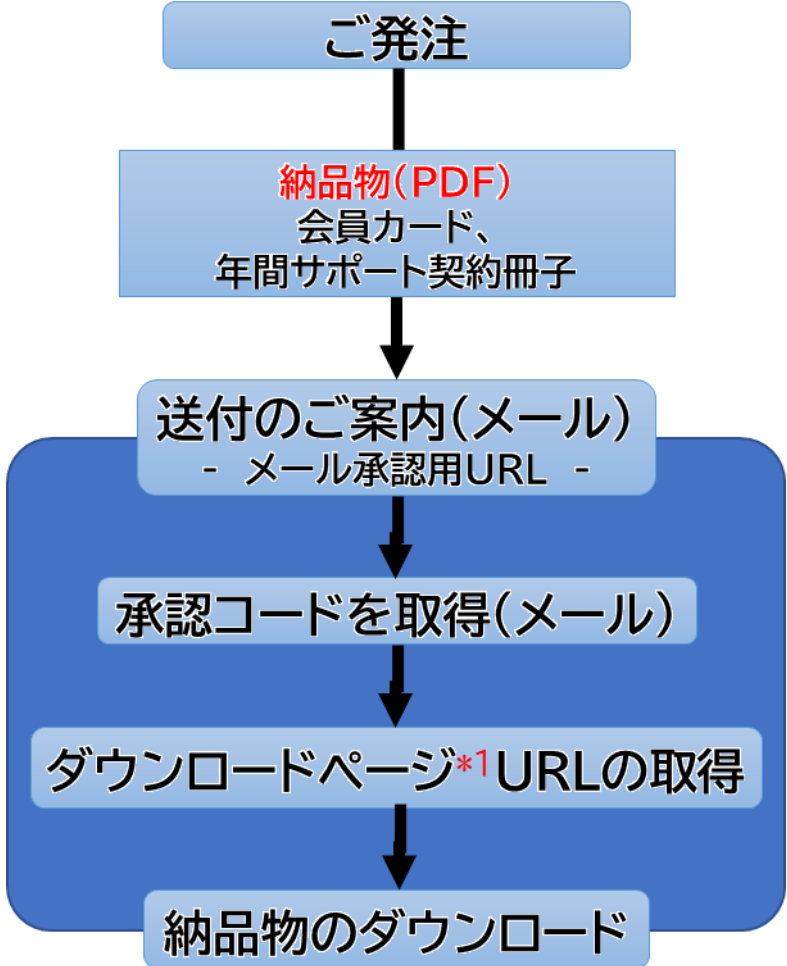 ご発注
納品物(PDF)
会員カード、
年間サポート契約冊子
送付のご案内(メール)
- メール承認用URL -
承認コードを取得(メール)
ダウンロードページ*1URLの取得
納品物のダウンロード